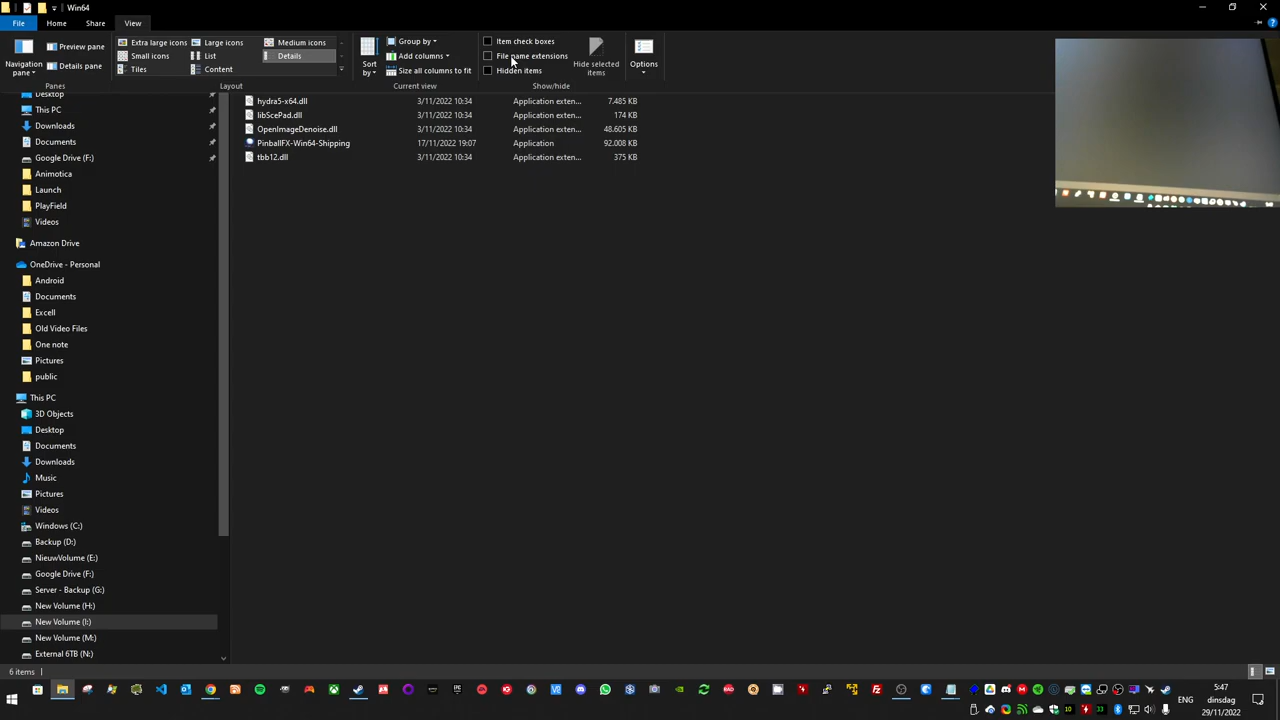 Win64
File Home Share View
Navigation pane
Preview pane
Details pane
Panes
Extra large icons Large icons Medium icons
Small icons List Details
Tiles Content
Layout
Sort by
Group by
Add columns
Size all columns to fit
Current view
Item check boxes
File name extensions
Hidden items
Hide selected items
Show/hide
Options
Desktop
This PC
Downloads
Documents
Google Drive (F:)
Animotica
Launch
PlayField
Videos
Amazon Drive
OneDrive - Personal
Android
Documents
Excell
Old Video Files
One note
Pictures
public
This PC
3D Objects
Desktop
Documents
Downloads
Music
Pictures
Videos
Windows (C:)
Backup (D:)
NieuwVolume (E:)
Google Drive (F:)
Server - Backup (G:)
New Volume (H:)
New Volume (I:)
New Volume (M:)
External 6TB (N:)
hydra5-x64.dll 3/11/2022 10:34 Application exten... 7.485 KB
libScePad.dll 3/11/2022 10:34 Application exten... 174 KB
OpenImageDenoise.dll 3/11/2022 10:34 Application exten... 48.605 KB
PinballFX-Win64-Shipping 17/11/2022 19:07 Application 92.008 KB
tbb12.dll 3/11/2022 10:34 Application exten... 375 KB
6 items
ENG
5:47
dinsdag
29/11/2022